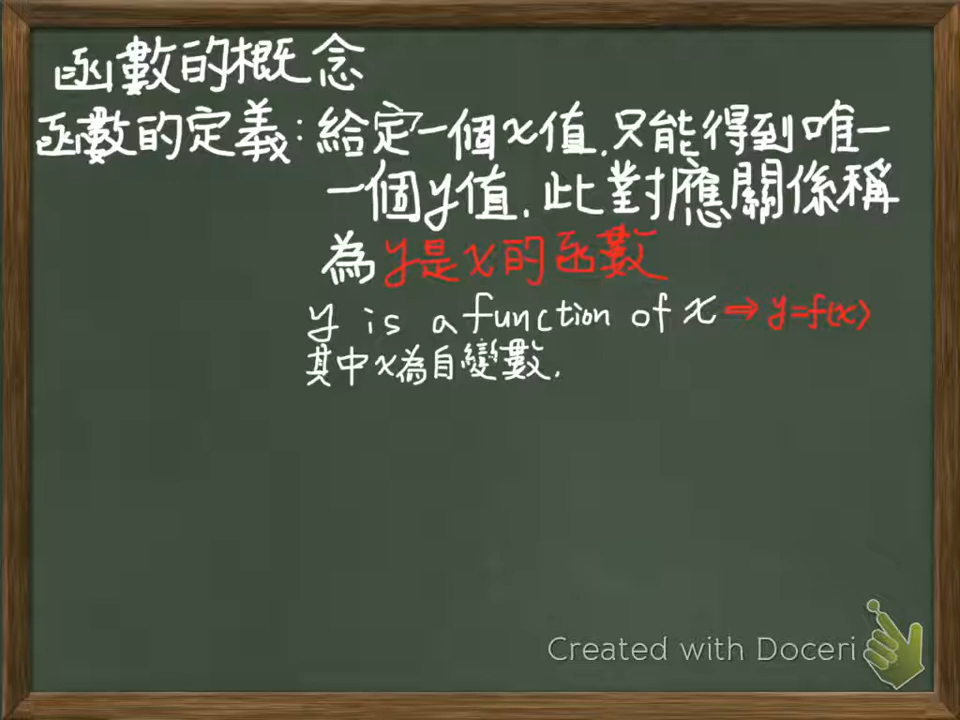 函數的概念
函數的定義:給定一個x值.只能得到唯一
一個y值.此對應關係稱
為y是x的函數
y is a function of x⇒y=f(x)
其中x為自變數.
Created with Doceri